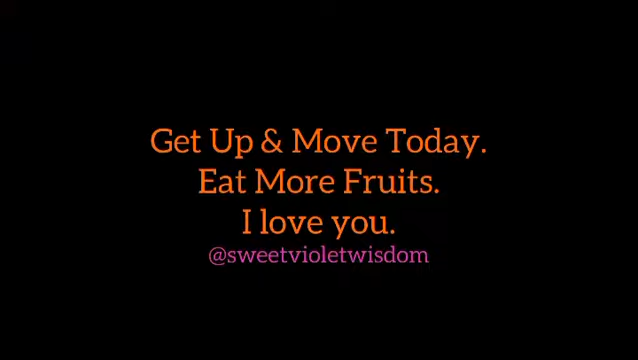 Get Up & Move Today.
Eat More Fruits.
I love you.
@sweetvioletwisdom